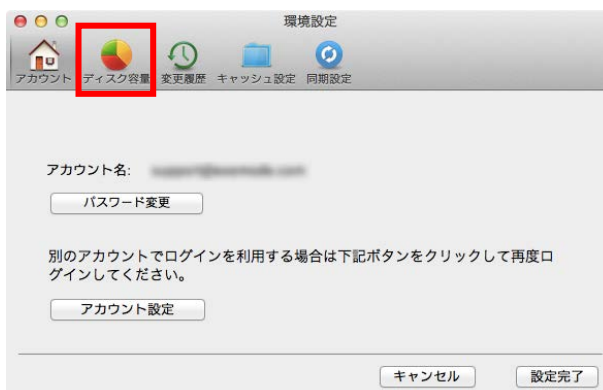 環境設定
アカウント ディスク容量 変更履歴 キャッシュ設定 同期設定
アカウント名:
パスワード変更
別のアカウントでログインを利用する場合は下記ボタンをクリックして再度ロ
グインしてください。
アカウント設定
キャンセル 設定完了